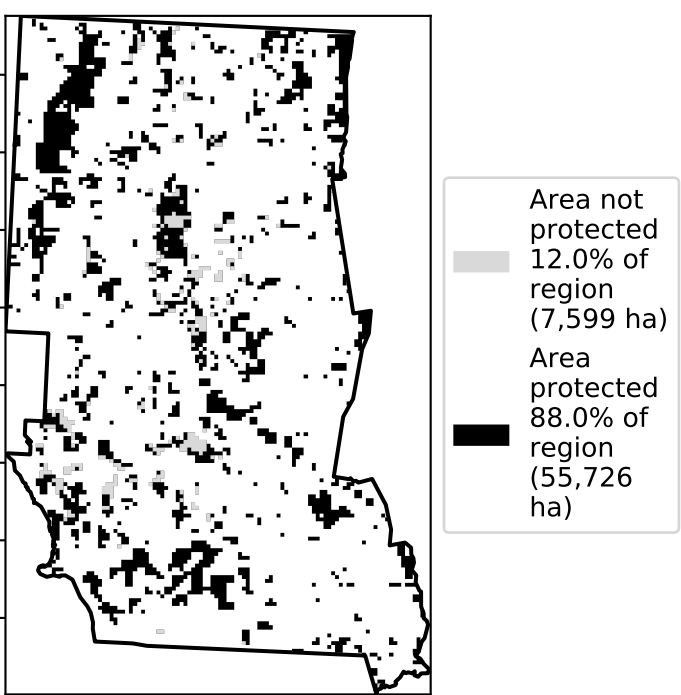 Area not
protected
12.0% of
region
(7,599 ha)
Area
protected
88.0% of
region
(55,726
ha)